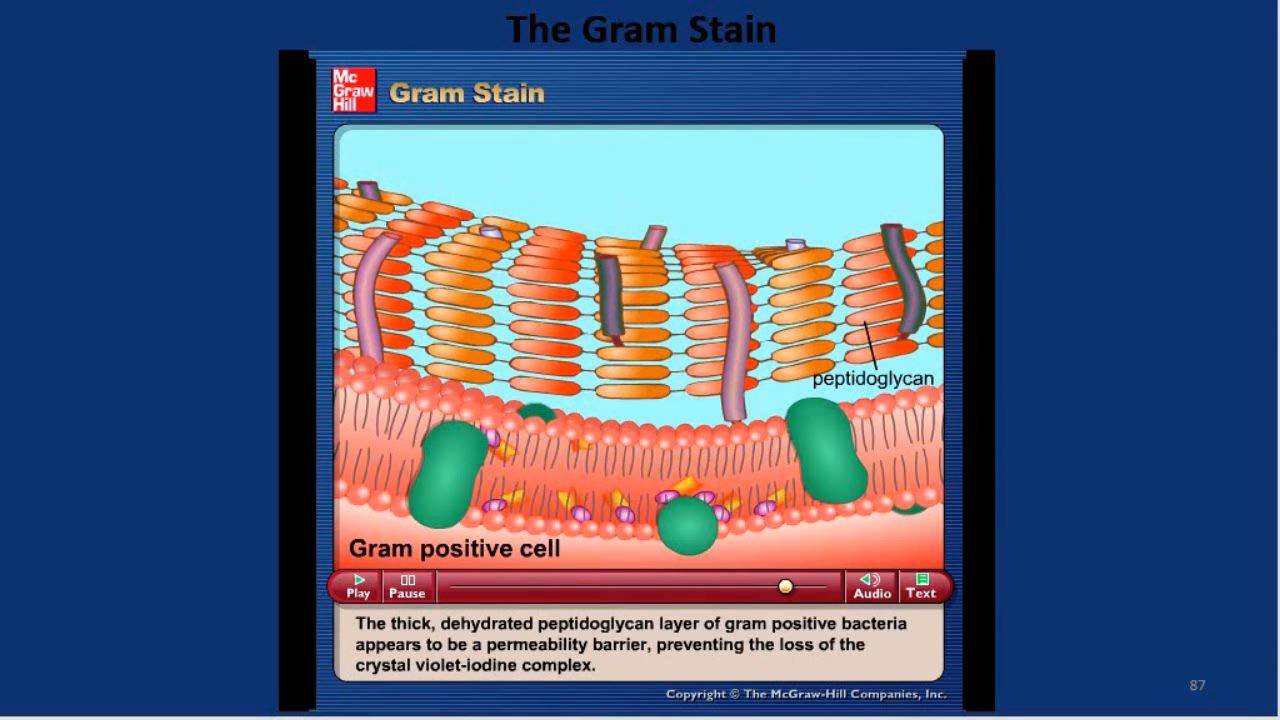 The Gram Stain
Mc
Graw
Hill
Gram Stain
peptidoglycan
Gram positive cell
Play
Pause
Audio
Text
The thick, dehydrated peptidoglycan layer of gram positive bacteria
appears to be a permeability barrier, preventing the loss of the
crystal violet-iodine complex.
87
Copyright © The McGraw-Hill Companies, Inc.